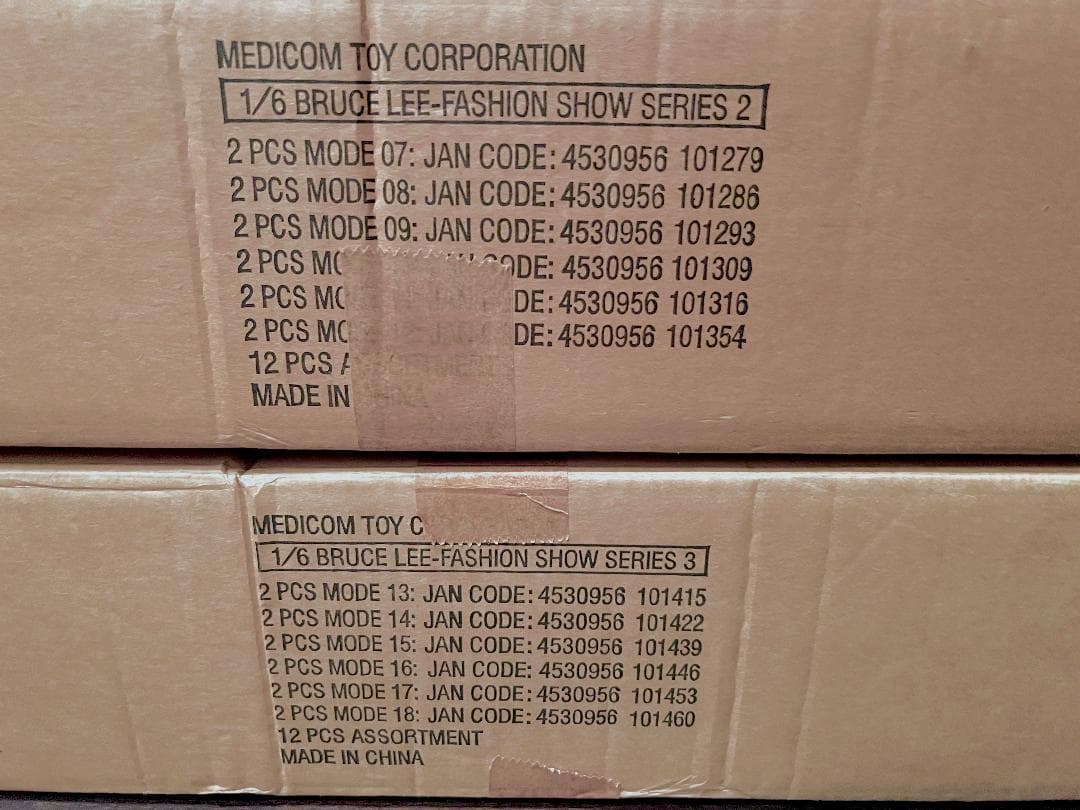 MEDICOM TOY CORPORATION
1/6 BRUCE LEE-FASHION SHOW SERIES 2
2 PCS MODE 07: JAN CODE: 4530956 101279
2 PCS MODE 08: JAN CODE: 4530956 101286
2 PCS MODE 09: JAN CODE: 4530956 101293
2 PCS 4530956 101309
2 PCS 4530956 101316
2 PCS 4530956 101354
12 PCS ASSORTMENT
MADE IN CHINA
MEDICOM TOY
1/6 BRUCE LEE-FASHION SHOW SERIES 3
2 PCS MODE 13: JAN CODE: 4530956 101415
2 PCS MODE 14: JAN CODE: 4530956 101422
2 PCS MODE 15: JAN CODE: 4530956 101439
2 PCS MODE 16: JAN CODE: 4530956 101446
2 PCS MODE 17: JAN CODE: 4530956 101453
2 PCS MODE 18: JAN CODE: 4530956 101460
12 PCS ASSORTMENT
MADE IN CHINA